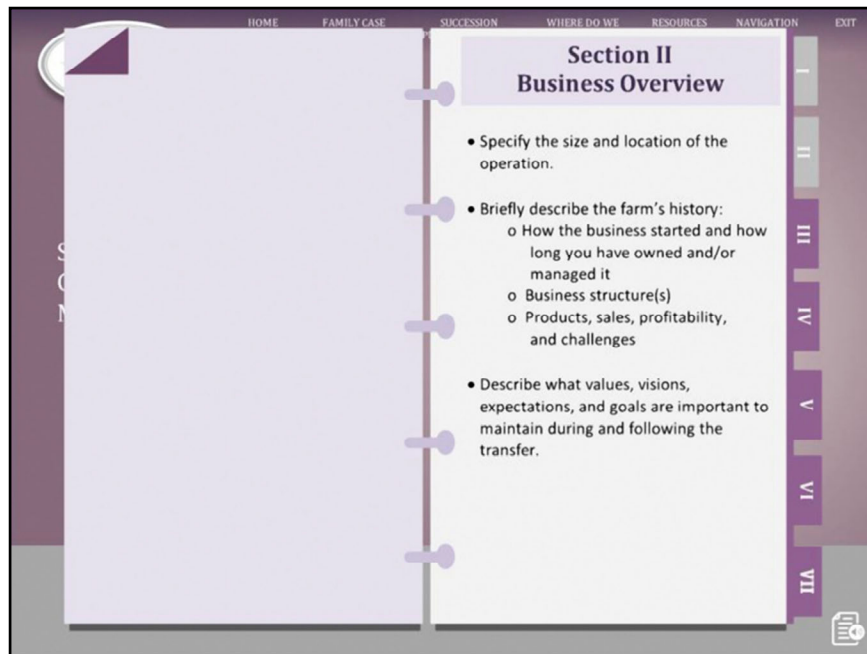 HOME FAMILY CASE SUCCESSION WHERE DO WE RESOURCES NAVIGATION EXIT
Section II
Business Overview
• Specify the size and location of the
operation.
• Briefly describe the farm's history:
o How the business started and how
long you have owned and/or
managed it
o Business structure(s)
o Products, sales, profitability,
and challenges
• Describe what values, visions,
expectations, and goals are important to
maintain during and following the
transfer.
I
II
III
IV
V
VI
VII